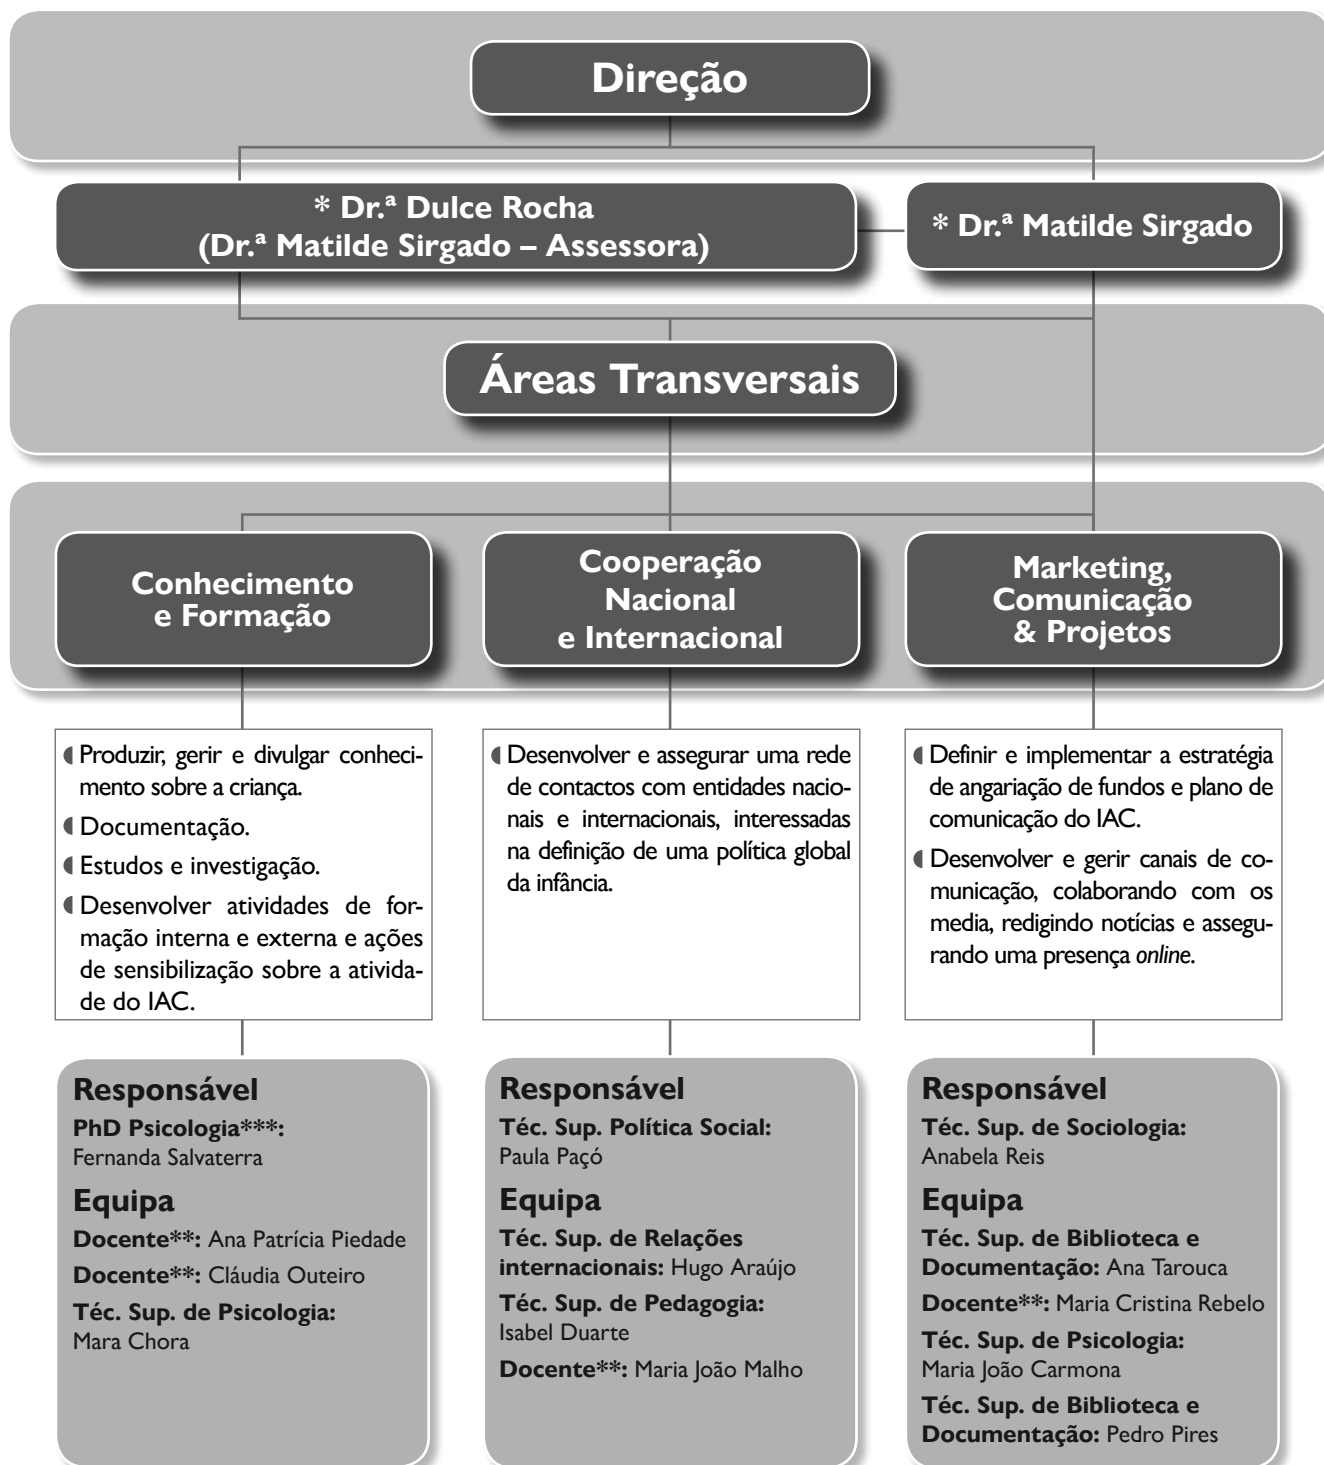 Direção
* Dr.ª Dulce Rocha
(Dr.ª Matilde Sirgado – Assessora)
* Dr.ª Matilde Sirgado
Áreas Transversais
Conhecimento
e Formação
Cooperação
Nacional
e Internacional
Marketing,
Comunicação
& Projetos
Produzir, gerir e divulgar conheci-
mento sobre a criança.
Documentação.
Estudos e investigação.
Desenvolver atividades de for-
mação interna e externa e ações
de sensibilização sobre a ativida-
de do IAC.
Desenvolver e assegurar uma rede
de contactos com entidades nacio-
nais e internacionais, interessadas
na definição de uma política global
da infância.
Definir e implementar a estratégia
de angariação de fundos e plano de
comunicação do IAC.
Desenvolver e gerir canais de co-
municação, colaborando com os
media, redigindo notícias e assegu-
rando uma presença online.
Responsável
PhD Psicologia***:
Fernanda Salvaterra
Equipa
Docente**: Ana Patrícia Piedade
Docente**: Cláudia Outeiro
Téc. Sup. de Psicologia:
Mara Chora
Responsável
Téc. Sup. Política Social:
Paula Paçó
Equipa
Téc. Sup. de Relações
internacionais: Hugo Araújo
Téc. Sup. de Pedagogia:
Isabel Duarte
Docente**: Maria João Malho
Responsável
Téc. Sup. de Sociologia:
Anabela Reis
Equipa
Téc. Sup. de Biblioteca e
Documentação: Ana Tarouca
Docente**: Maria Cristina Rebelo
Téc. Sup. de Psicologia:
Maria João Carmona
Téc. Sup. de Biblioteca e
Documentação: Pedro Pires